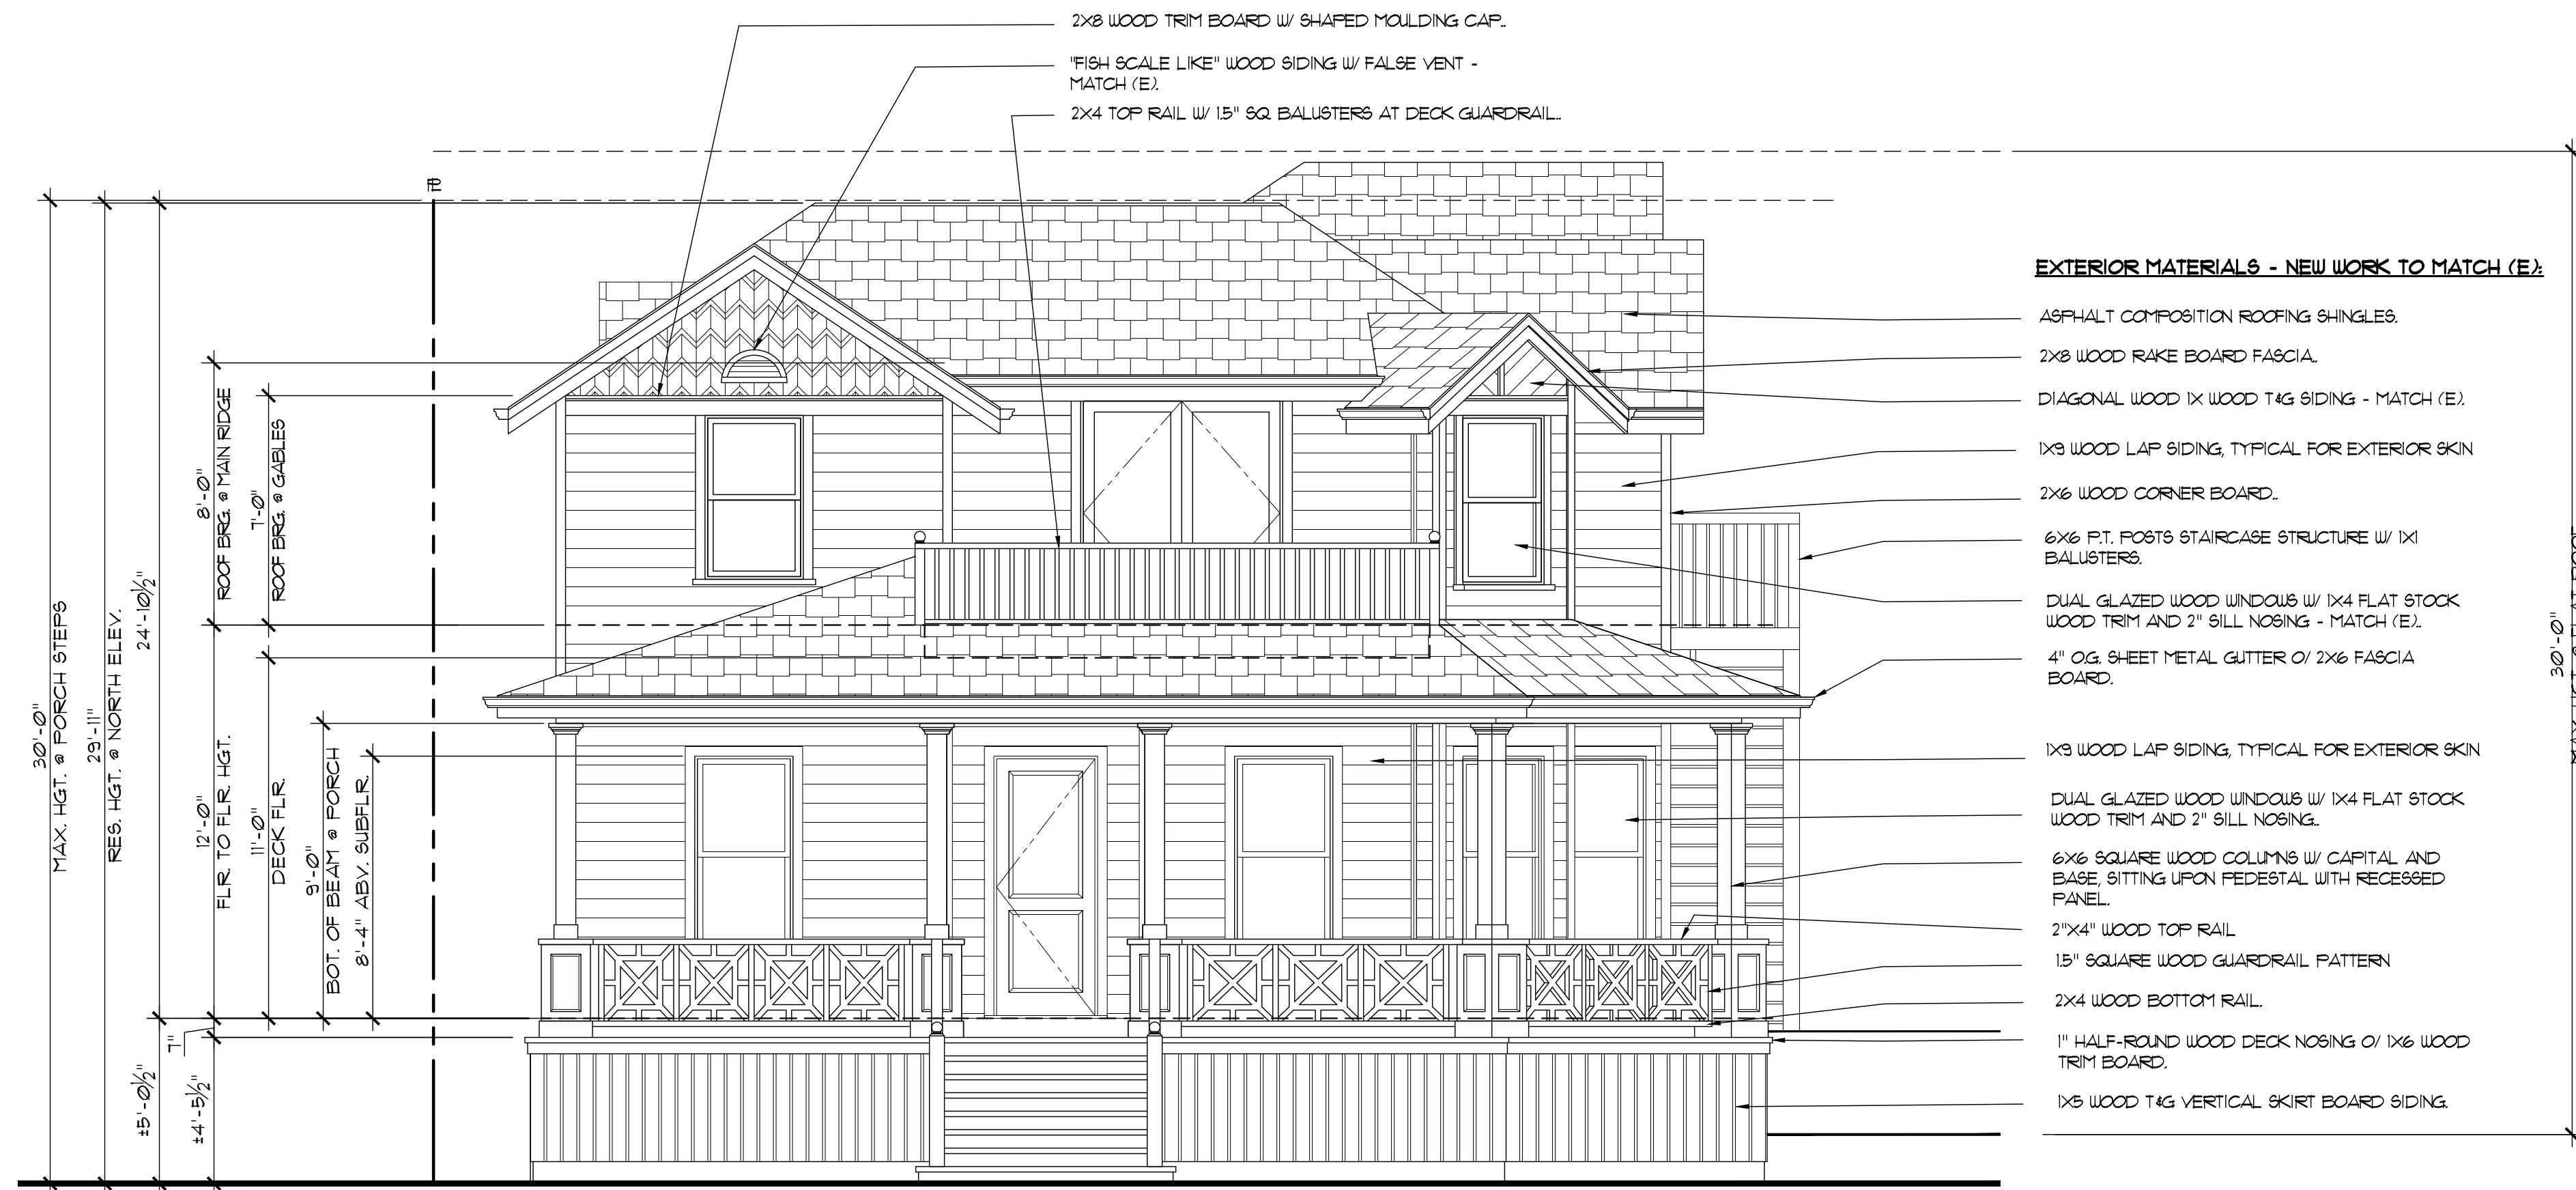 2X8 WOOD TRIM BOARD W/ SHAPED MOULDING CAP..
"FISH SCALE LIKE" WOOD SIDING W/ FALSE VENT -
MATCH (E).
2X4 TOP RAIL W/ 1.5" SQ. BALUSTERS AT DECK GUARDRAIL..
EXTERIOR MATERIALS - NEW WORK TO MATCH (E):
ASPHALT COMPOSITION ROOFING SHINGLES.
2X8 WOOD RAKE BOARD FASCIA..
DIAGONAL WOOD 1X WOOD T&G SIDING - MATCH (E).
1X9 WOOD LAP SIDING, TYPICAL FOR EXTERIOR SKIN
2X6 WOOD CORNER BOARD..
6X6 P.T. POSTS STAIRCASE STRUCTURE W/ 1X1
BALUSTERS.
DUAL GLAZED WOOD WINDOWS W/ 1X4 FLAT STOCK
WOOD TRIM AND 2" SILL NOSING - MATCH (E)..
4" O.G. SHEET METAL GUTTER O/ 2X6 FASCIA
BOARD.
1X9 WOOD LAP SIDING, TYPICAL FOR EXTERIOR SKIN
DUAL GLAZED WOOD WINDOWS W/ 1X4 FLAT STOCK
WOOD TRIM AND 2" SILL NOSING..
6X6 SQUARE WOOD COLUMNS W/ CAPITAL AND
BASE, SITTING UPON PEDESTAL WITH RECESSED
PANEL.
2"X4" WOOD TOP RAIL
1.5" SQUARE WOOD GUARDRAIL PATTERN
2X4 WOOD BOTTOM RAIL.
1" HALF-ROUND WOOD DECK NOSING O/ 1X6 WOOD
TRIM BOARD.
1X5 WOOD T&G VERTICAL SKIRT BOARD SIDING.
30'-0"
MAX. HGT. @ PORCH STEPS
29'-11"
RES. HGT. @ NORTH ELEV.
24'-10½"
±5'-0½"
8'-0"
ROOF BRG. @ MAIN RIDGE
7'-0"
ROOF BRG. @ GABLES
12'-0"
FLR. TO FLR. HGT.
11'-0"
DECK FLR.
9'-0"
BOT. OF BEAM @ PORCH
8'-4" ABV. SUBFLR.
7"
±4'-5½"
30'-0"